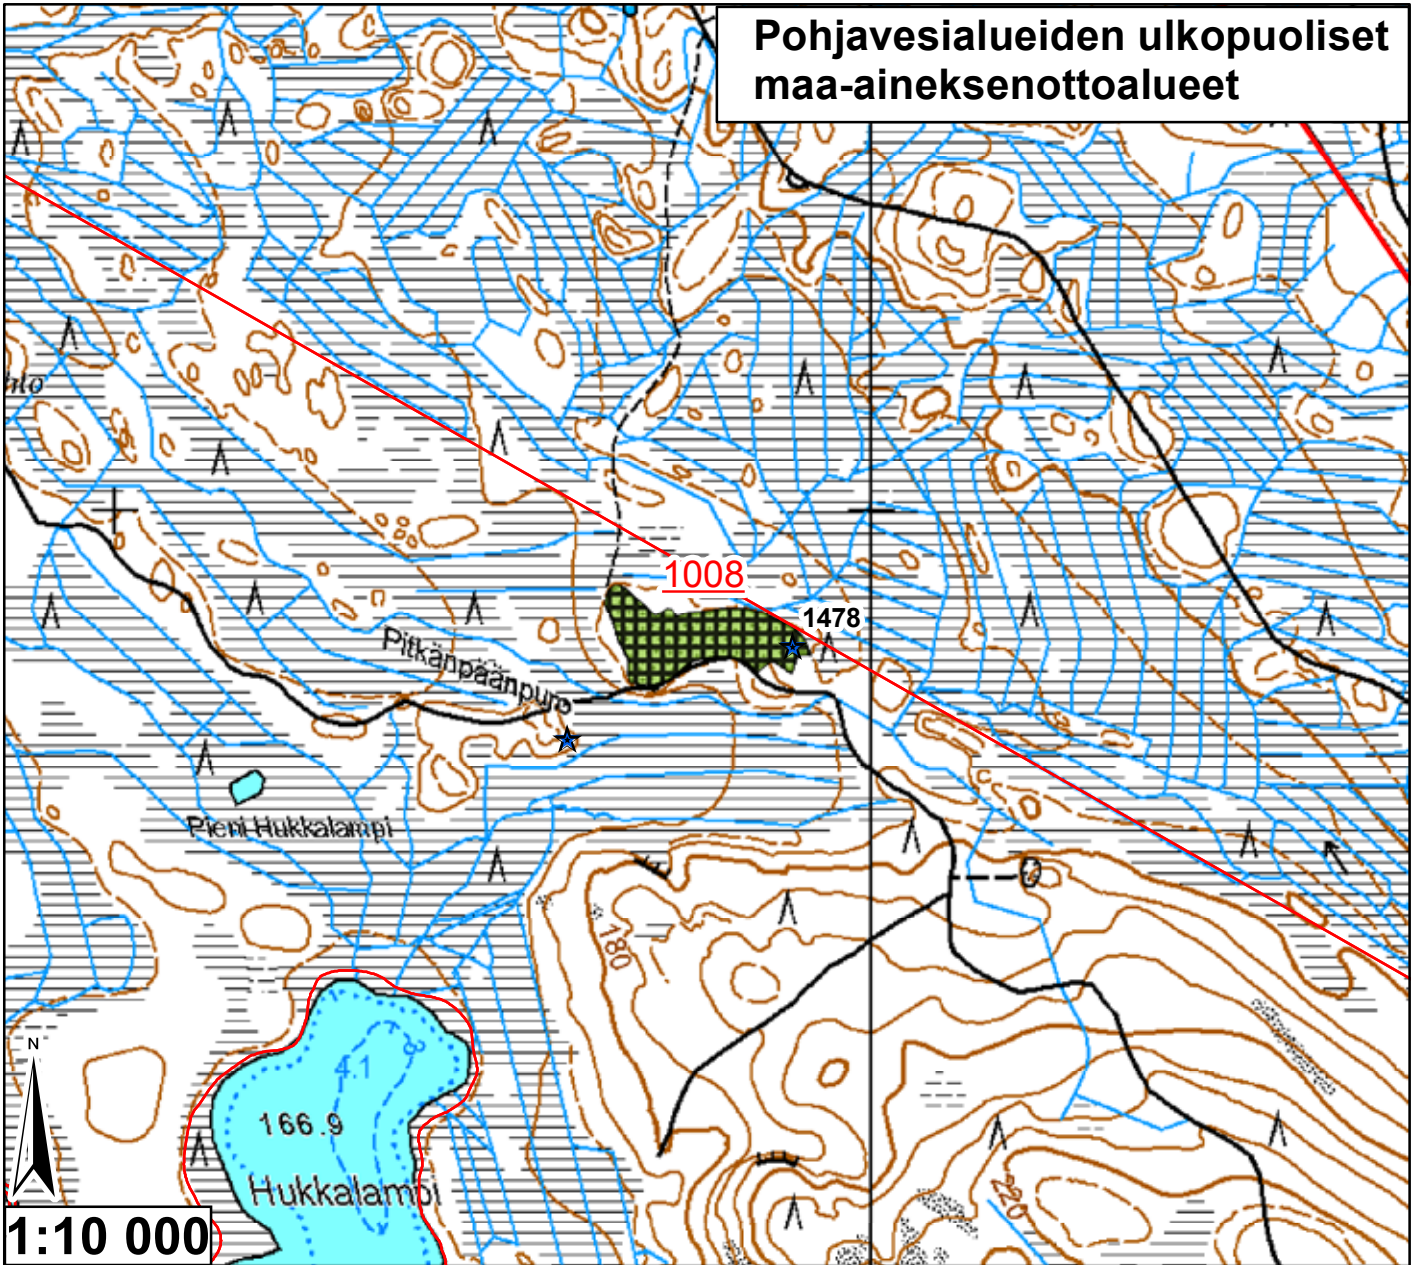 Pohjavesialueiden ulkopuoliset
maa-aineksenottoalueet
1008
1478
Pitkänpäänpuro
Pieni Hukkalampi
180
4.1
3
166.9
Hukkalampi
220
N
1:10 000